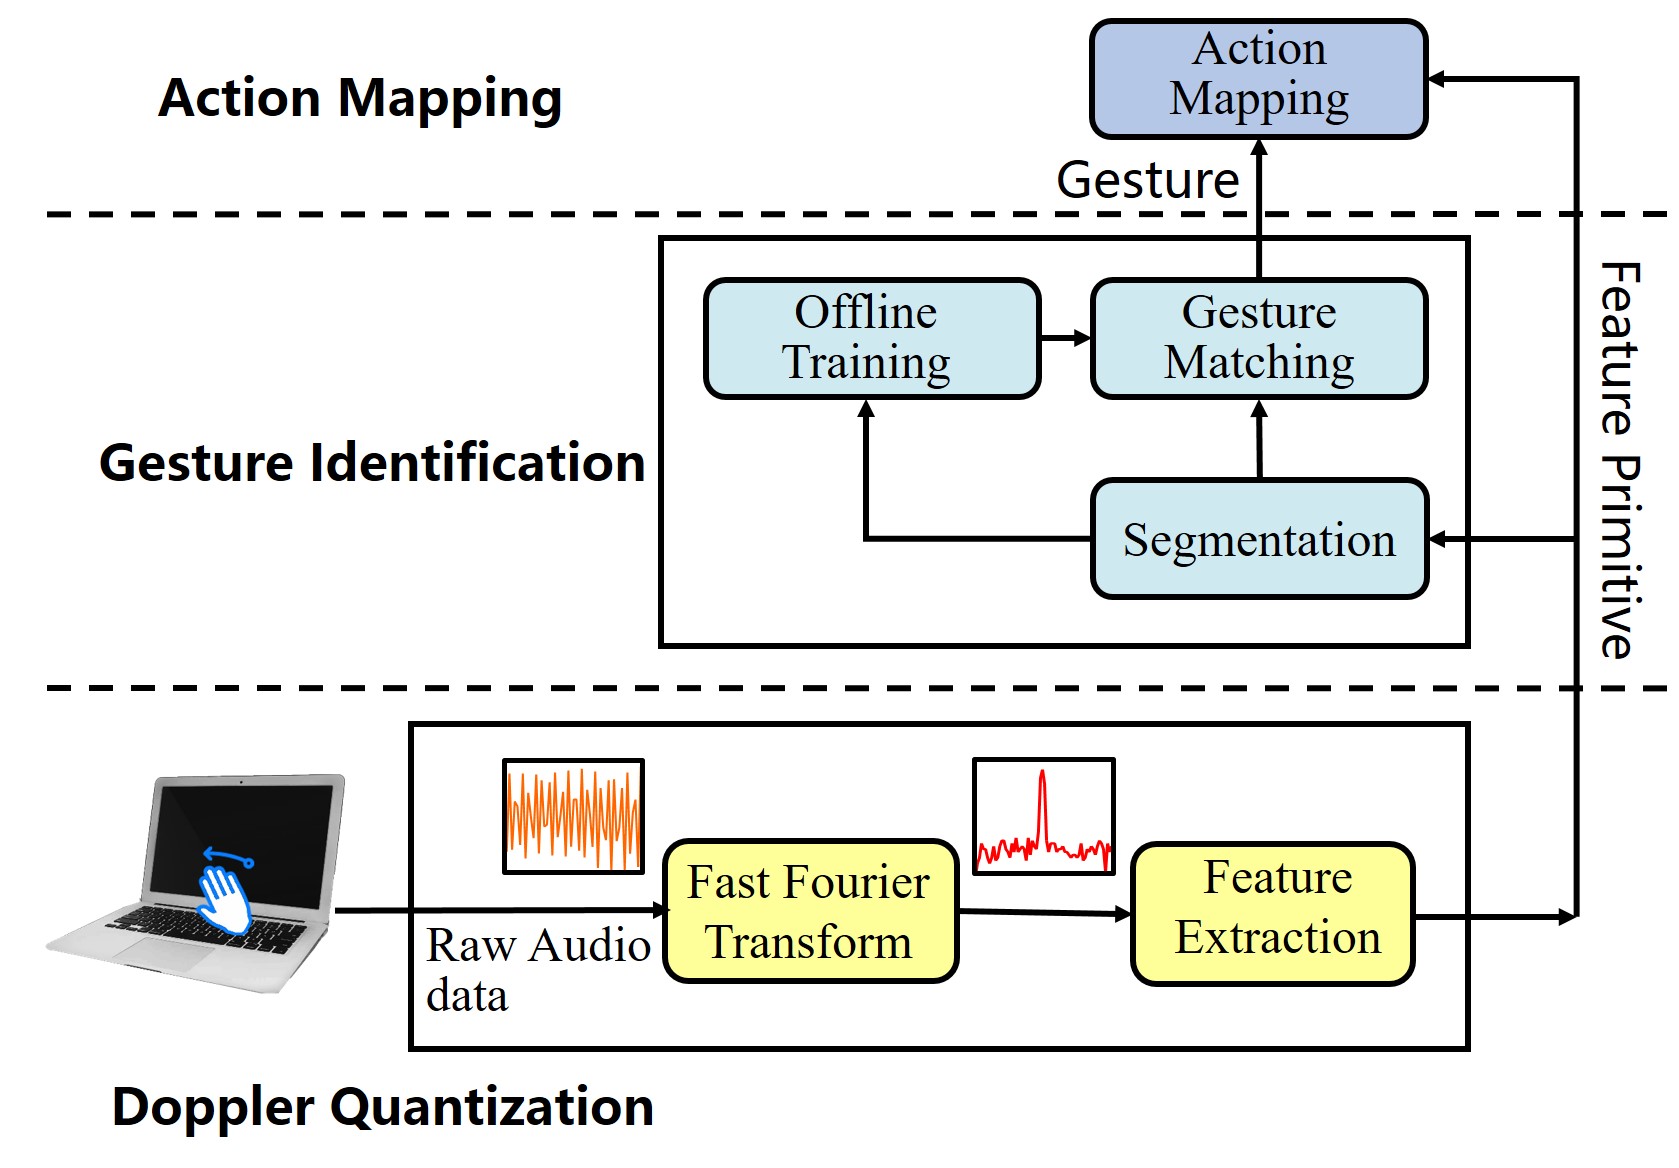 Action Mapping
Action
Mapping
Gesture
Offline
Training
Gesture
Matching
Feature Primitive
Gesture Identification
Segmentation
Fast Fourier
Transform
Feature
Extraction
Raw Audio
data
Doppler Quantization